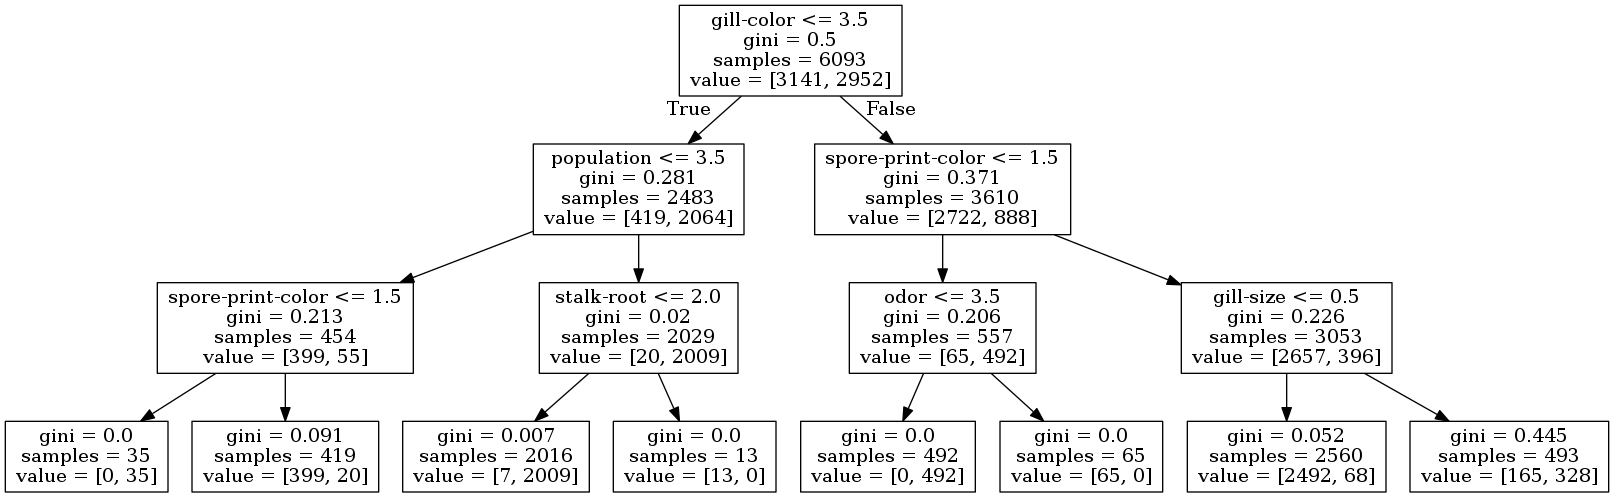 gill-color <= 3.5
gini = 0.5
samples = 6093
value = [3141, 2952]
True
False
population <= 3.5
gini = 0.281
samples = 2483
value = [419, 2064]
spore-print-color <= 1.5
gini = 0.371
samples = 3610
value = [2722, 888]
spore-print-color <= 1.5
gini = 0.213
samples = 454
value = [399, 55]
stalk-root <= 2.0
gini = 0.02
samples = 2029
value = [20, 2009]
odor <= 3.5
gini = 0.206
samples = 557
value = [65, 492]
gill-size <= 0.5
gini = 0.226
samples = 3053
value = [2657, 396]
gini = 0.0
samples = 35
value = [0, 35]
gini = 0.091
samples = 419
value = [399, 20]
gini = 0.007
samples = 2016
value = [7, 2009]
gini = 0.0
samples = 13
value = [13, 0]
gini = 0.0
samples = 492
value = [0, 492]
gini = 0.0
samples = 65
value = [65, 0]
gini = 0.052
samples = 2560
value = [2492, 68]
gini = 0.445
samples = 493
value = [165, 328]